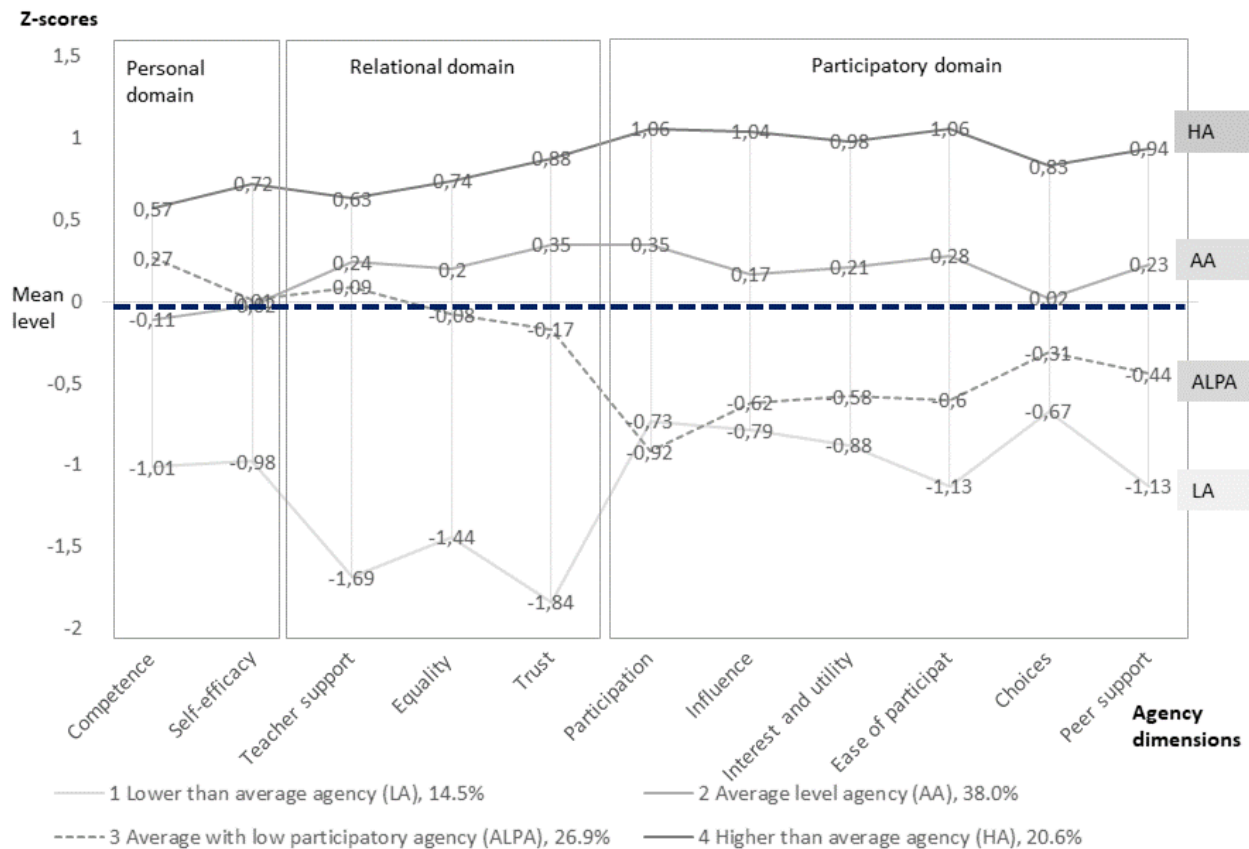 Z-scores
1,5
1
0,5
0
-0,5
-1
-1,5
-2
Mean
level
Personal
domain
Relational domain
Participatory domain
0,57
0,72
0,63
0,74
0,88
1,06
1,04
0,98
1,06
0,83
0,94
HA
-0,11
0,24
0,2
0,35
0,35
0,17
0,21
0,28
0,02
0,23
AA
0,27
0,09
-0,08
-0,17
-0,92
-0,62
-0,58
-0,6
-0,31
-0,44
ALPA
-1,01
-0,98
-1,69
-1,44
-1,84
-0,73
-0,79
-0,88
-1,13
-0,67
-1,13
LA
Competence
Self-efficacy
Teacher support
Equality
Trust
Participation
Influence
Interest and utility
Ease of participat
Choices
Peer support
Agency
dimensions
1 Lower than average agency (LA), 14.5%
2 Average level agency (AA), 38.0%
3 Average with low participatory agency (ALPA), 26.9%
4 Higher than average agency (HA), 20.6%